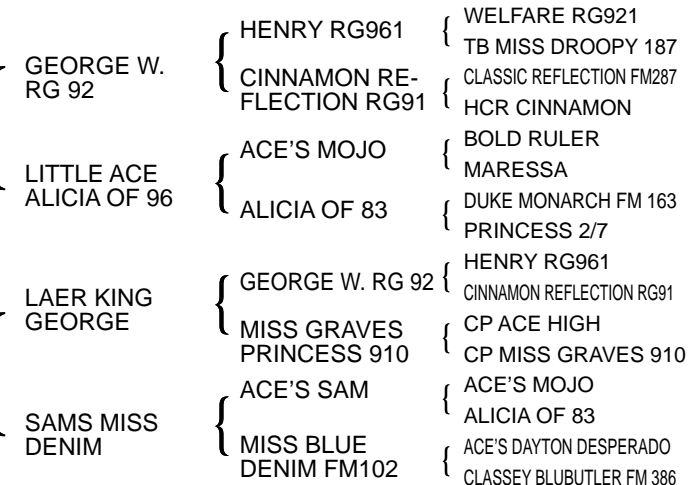 GEORGE W.
RG 92
LITTLE ACE
ALICIA OF 96
LAER KING
GEORGE
SAMS MISS
DENIM
HENRY RG961
CINNAMON RE-
FLECTION RG91
ACE'S MOJO
ALICIA OF 83
GEORGE W. RG 92
MISS GRAVES
PRINCESS 910
ACE'S SAM
MISS BLUE
DENIM FM102
WELFARE RG921
TB MISS DROOPY 187
CLASSIC REFLECTION FM287
HCR CINNAMON
BOLD RULER
MARESSA
DUKE MONARCH FM 163
PRINCESS 2/7
HENRY RG961
CINNAMON REFLECTION RG91
CP ACE HIGH
CP MISS GRAVES 910
ACE'S MOJO
ALICIA OF 83
ACE'S DAYTON DESPERADO
CLASSEY BLUBUTLER FM 386